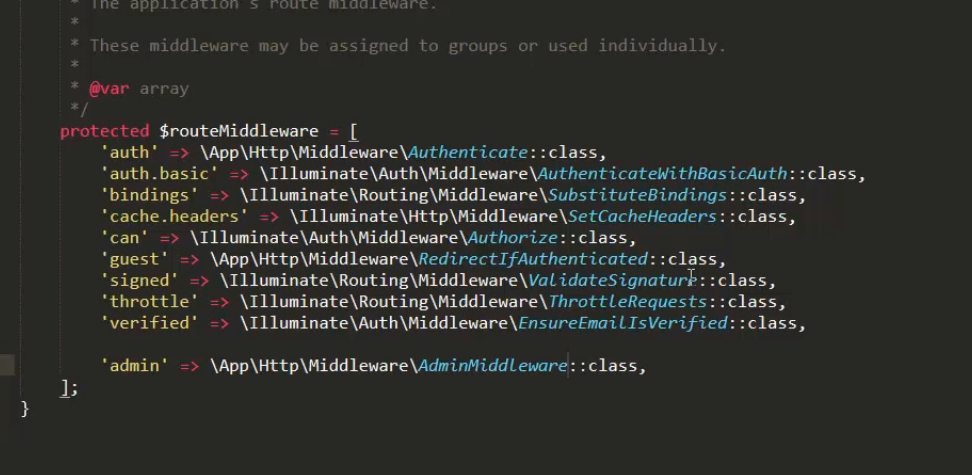 * The application's route middleware.
*
* These middleware may be assigned to groups or used individually.
*
* @var array
*/
protected $routeMiddleware = [
'auth' => \App\Http\Middleware\Authenticate::class,
'auth.basic' => \Illuminate\Auth\Middleware\AuthenticateWithBasicAuth::class,
'bindings' => \Illuminate\Routing\Middleware\SubstituteBindings::class,
'cache.headers' => \Illuminate\Http\Middleware\SetCacheHeaders::class,
'can' => \Illuminate\Auth\Middleware\Authorize::class,
'guest' => \App\Http\Middleware\RedirectIfAuthenticated::class,
'signed' => \Illuminate\Routing\Middleware\ValidateSignature::class,
'throttle' => \Illuminate\Routing\Middleware\ThrottleRequests::class,
'verified' => \Illuminate\Auth\Middleware\EnsureEmailIsVerified::class,
'admin' => \App\Http\Middleware\AdminMiddleware::class,
];
}